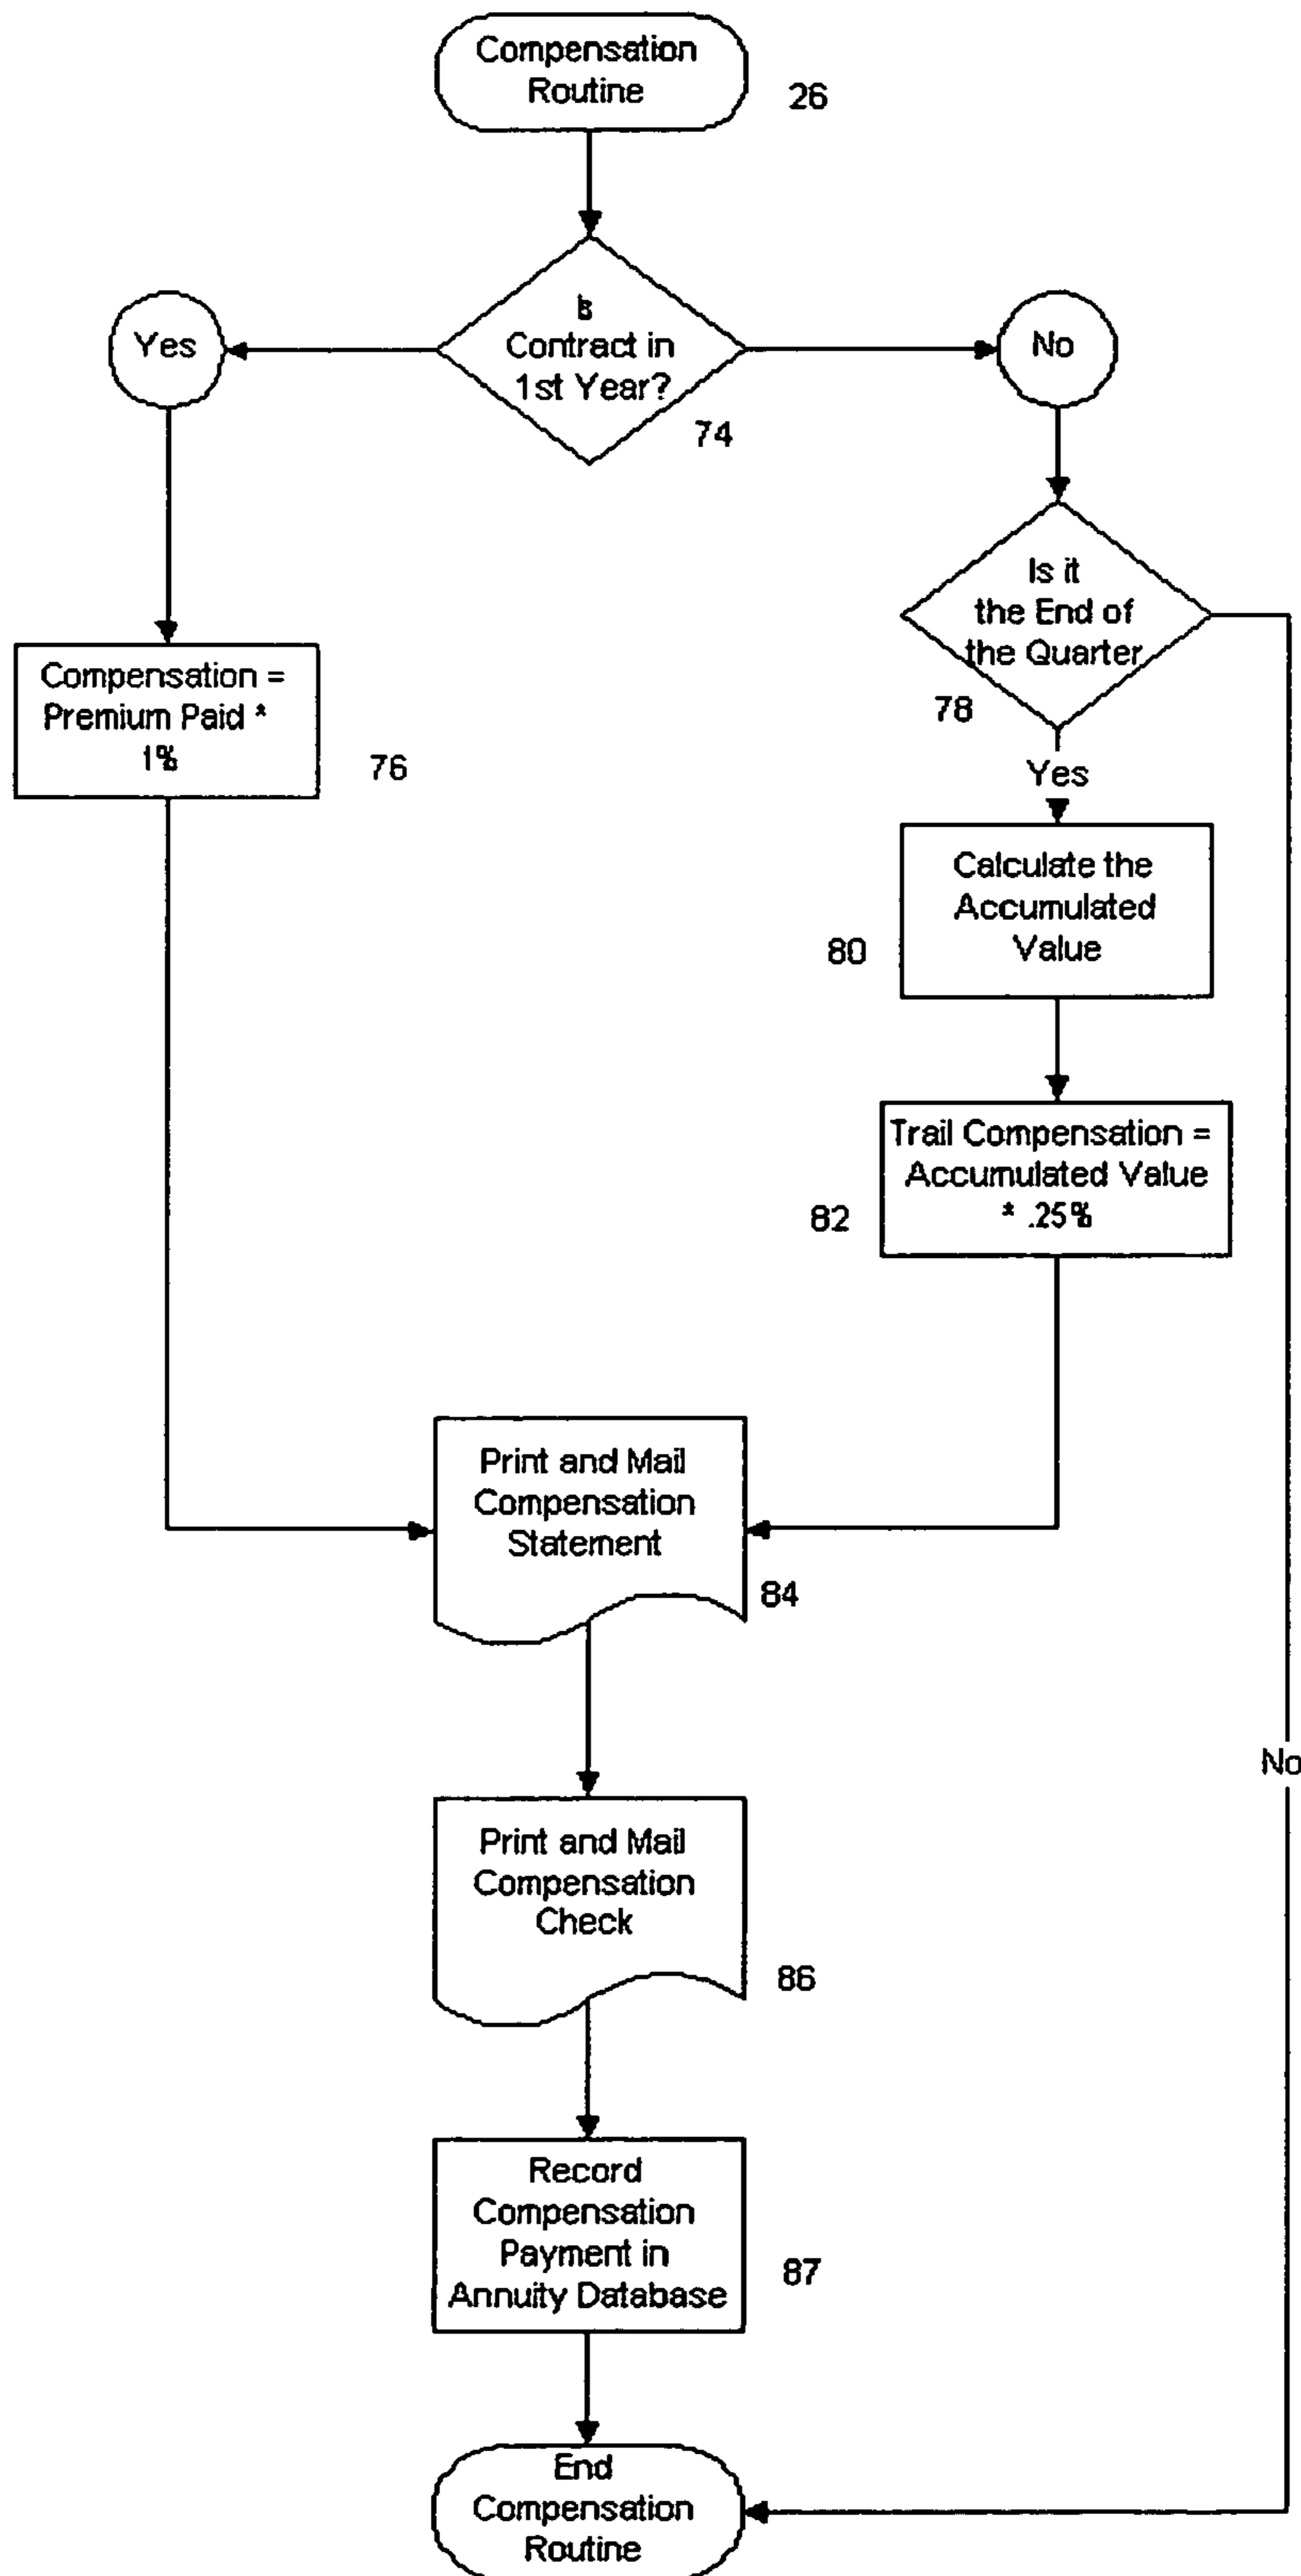 Compensation
Routine
26
Is
Contract in
1st Year?
74
Yes
No
Compensation =
Premium Paid *
1%
76
Is it
the End of
the Quarter
78
Yes
Calculate the
Accumulated
Value
80
Trail Compensation =
Accumulated Value
* .25%
82
Print and Mail
Compensation
Statement
84
No
Print and Mail
Compensation
Check
86
Record
Compensation
Payment in
Annuity Database
87
End
Compensation
Routine